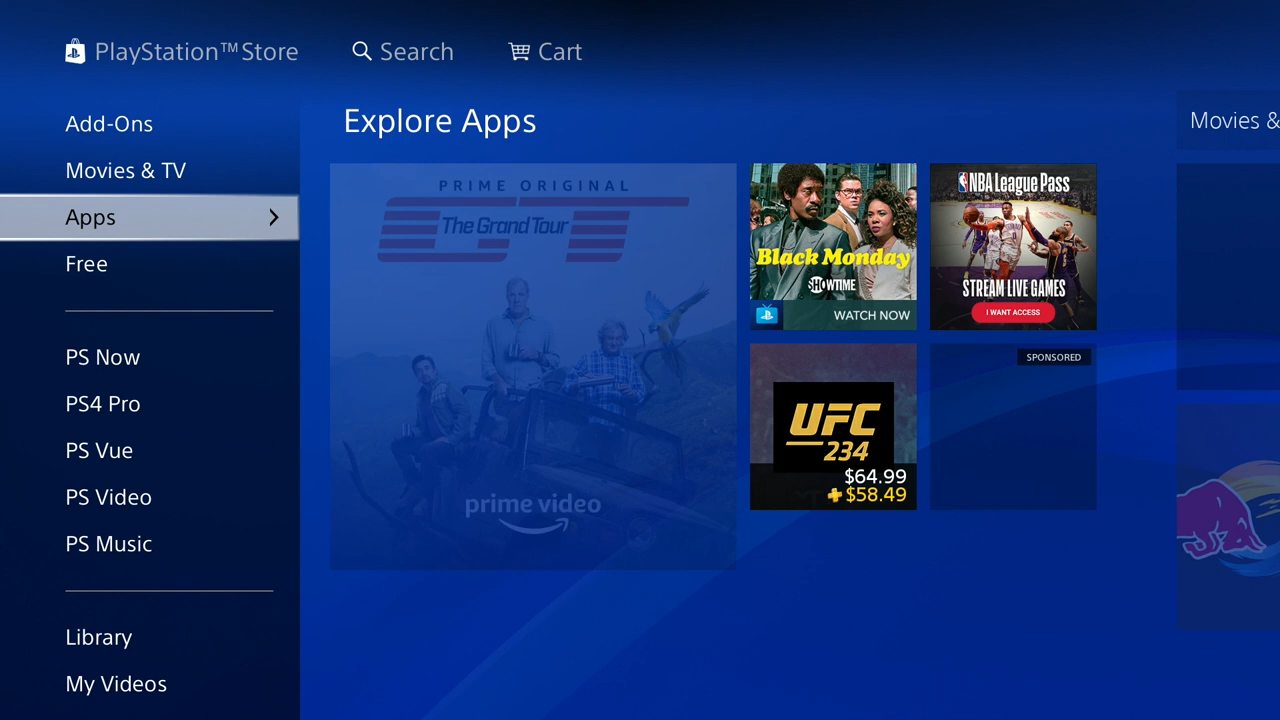 PlayStation™Store
Search
Cart
Add-Ons
Movies & TV
Apps
Free
PS Now
PS4 Pro
PS Vue
PS Video
PS Music
Library
My Videos
Explore Apps
PRIME ORIGINAL
The Grand Tour
prime video
Black Monday
SHOWTIME
WATCH NOW
NBA League Pass
STREAM LIVE GAMES
I WANT ACCESS
UFC
234
$64.99
$58.49
SPONSORED
Movies &